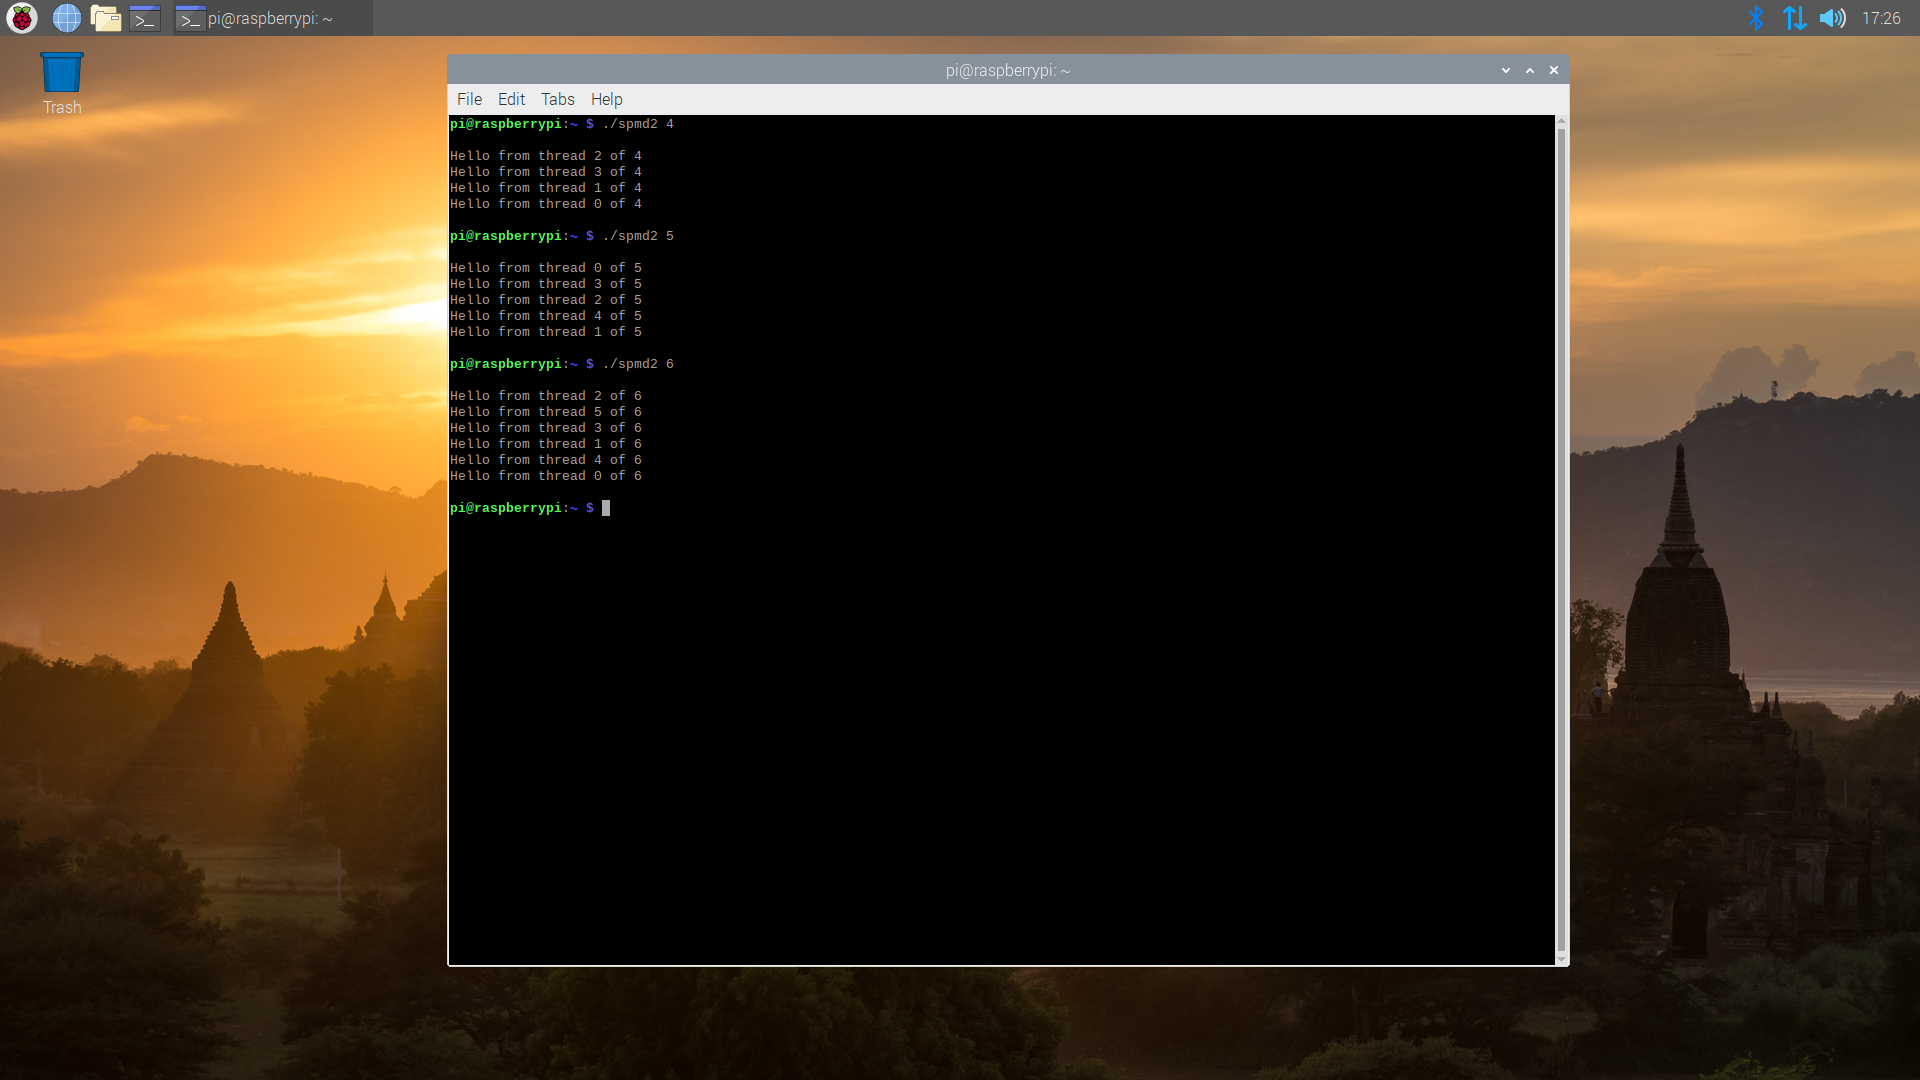 pi@raspberrypi: ~
17:26
Trash
pi@raspberrypi: ~
File Edit Tabs Help
pi@raspberrypi:~ $ ./spmd2 4
Hello from thread 2 of 4
Hello from thread 3 of 4
Hello from thread 1 of 4
Hello from thread 0 of 4
pi@raspberrypi:~ $ ./spmd2 5
Hello from thread 0 of 5
Hello from thread 3 of 5
Hello from thread 2 of 5
Hello from thread 4 of 5
Hello from thread 1 of 5
pi@raspberrypi:~ $ ./spmd2 6
Hello from thread 2 of 6
Hello from thread 5 of 6
Hello from thread 3 of 6
Hello from thread 1 of 6
Hello from thread 4 of 6
Hello from thread 0 of 6
pi@raspberrypi:~ $